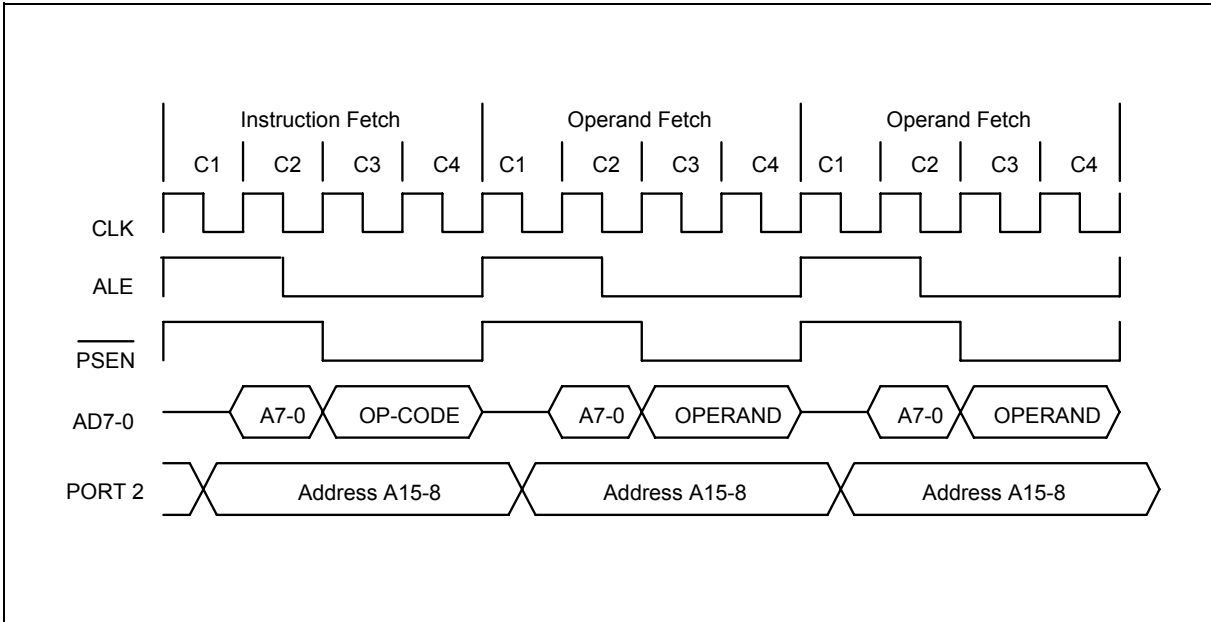 Instruction Fetch Operand Fetch Operand Fetch
C1 C2 C3 C4 C1 C2 C3 C4 C1 C2 C3 C4
CLK
ALE
PSEN
AD7-0 A7-0 OP-CODE A7-0 OPERAND A7-0 OPERAND
PORT 2 Address A15-8 Address A15-8 Address A15-8